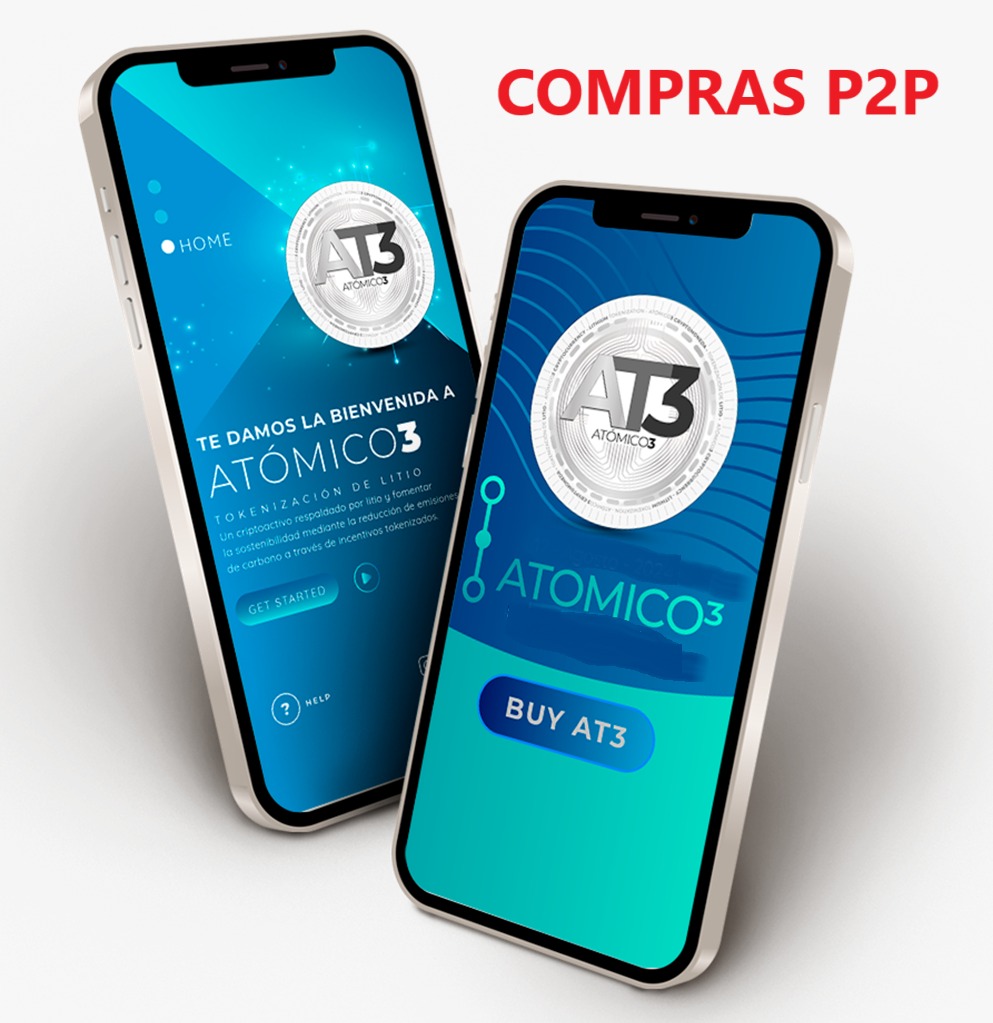 COMPRAS P2P
HOME
AT3
ATÓMICO3
TE DAMOS LA BIENVENIDA A
ATÓMICO3
TOKENIZACIÓN DE LITIO
Un criptoactivo respaldado por litio y fomentar
la sostenibilidad mediante la reducción de emisiones
de carbono a través de incentivos tokenizados.
GET STARTED
? HELP
AT3
ATÓMICO3
ATOMICO3
BUY AT3